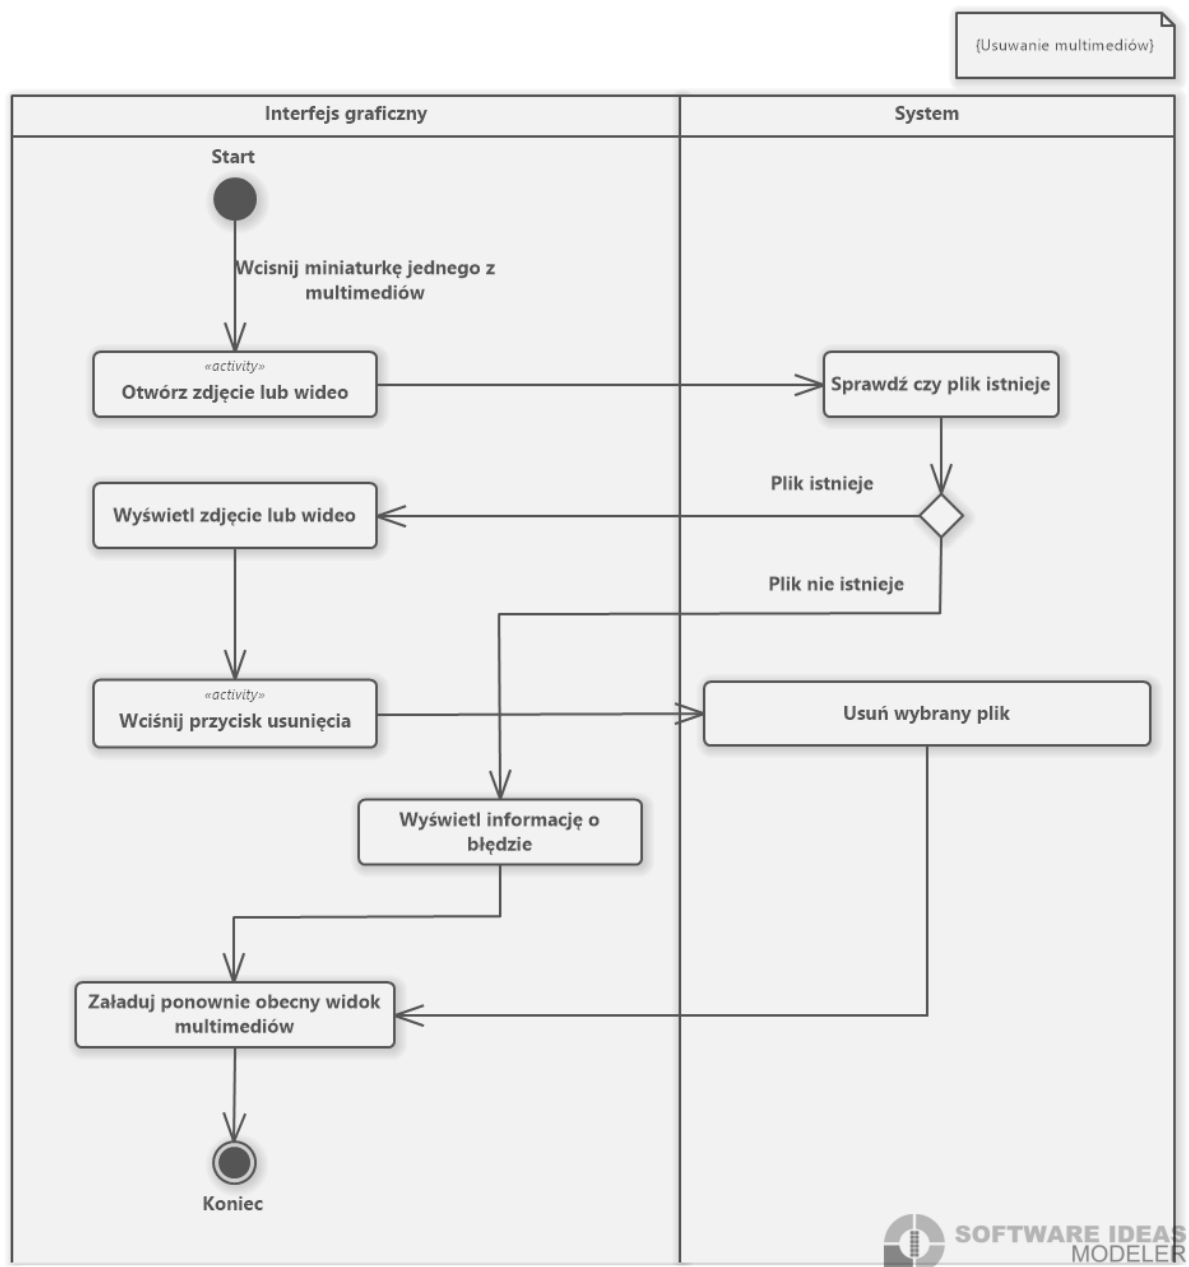 {Usuwanie multimediów}
Interfejs graficzny
System
Start
Wcisnij miniaturkę jednego z
multimediów
«activity»
Otwórz zdjęcie lub wideo
Sprawdź czy plik istnieje
Plik istnieje
Wyświetl zdjęcie lub wideo
Plik nie istnieje
«activity»
Wciśnij przycisk usunięcia
Usuń wybrany plik
Wyświetl informację o
błędzie
Załaduj ponownie obecny widok
multimediów
Koniec
SOFTWARE IDEAS
MODELER